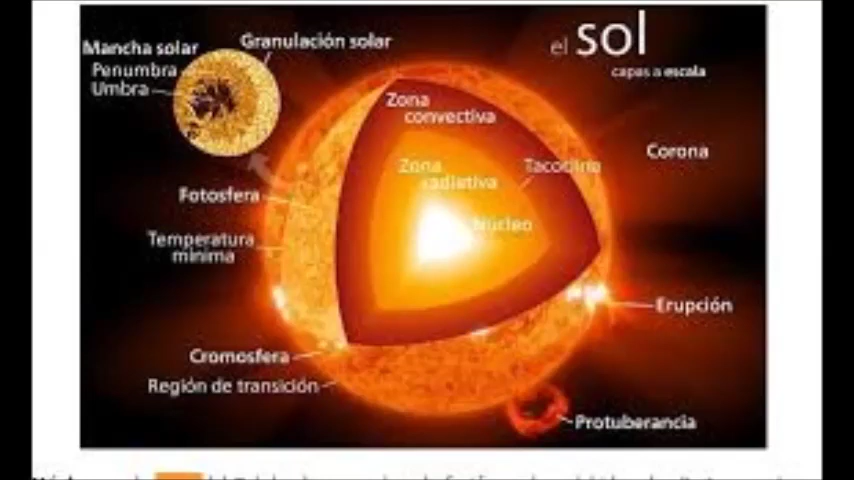 el sol
capas a escala
Mancha solar
Penumbra
Umbra
Granulación solar
Zona
convectiva
Corona
Zona
radiativa
Tacoclina
Fotosfera
Núcleo
Temperatura
mínima
Erupción
Cromosfera
Región de transición
Protuberancia